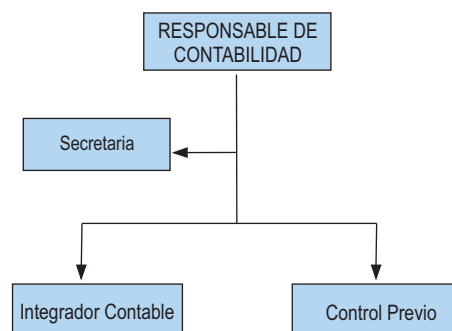 RESPONSABLE DE
CONTABILIDAD
Secretaria
Integrador Contable
Control Previo